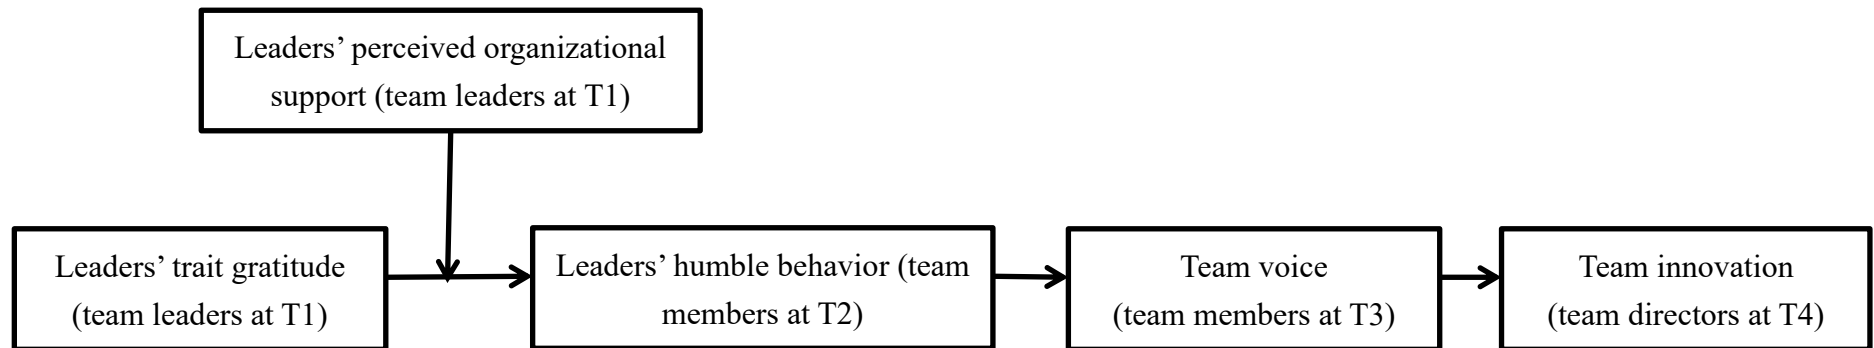 Leaders’ perceived organizational
support (team leaders at T1)
Leaders’ trait gratitude
(team leaders at T1)
Leaders’ humble behavior (team
members at T2)
Team voice
(team members at T3)
Team innovation
(team directors at T4)